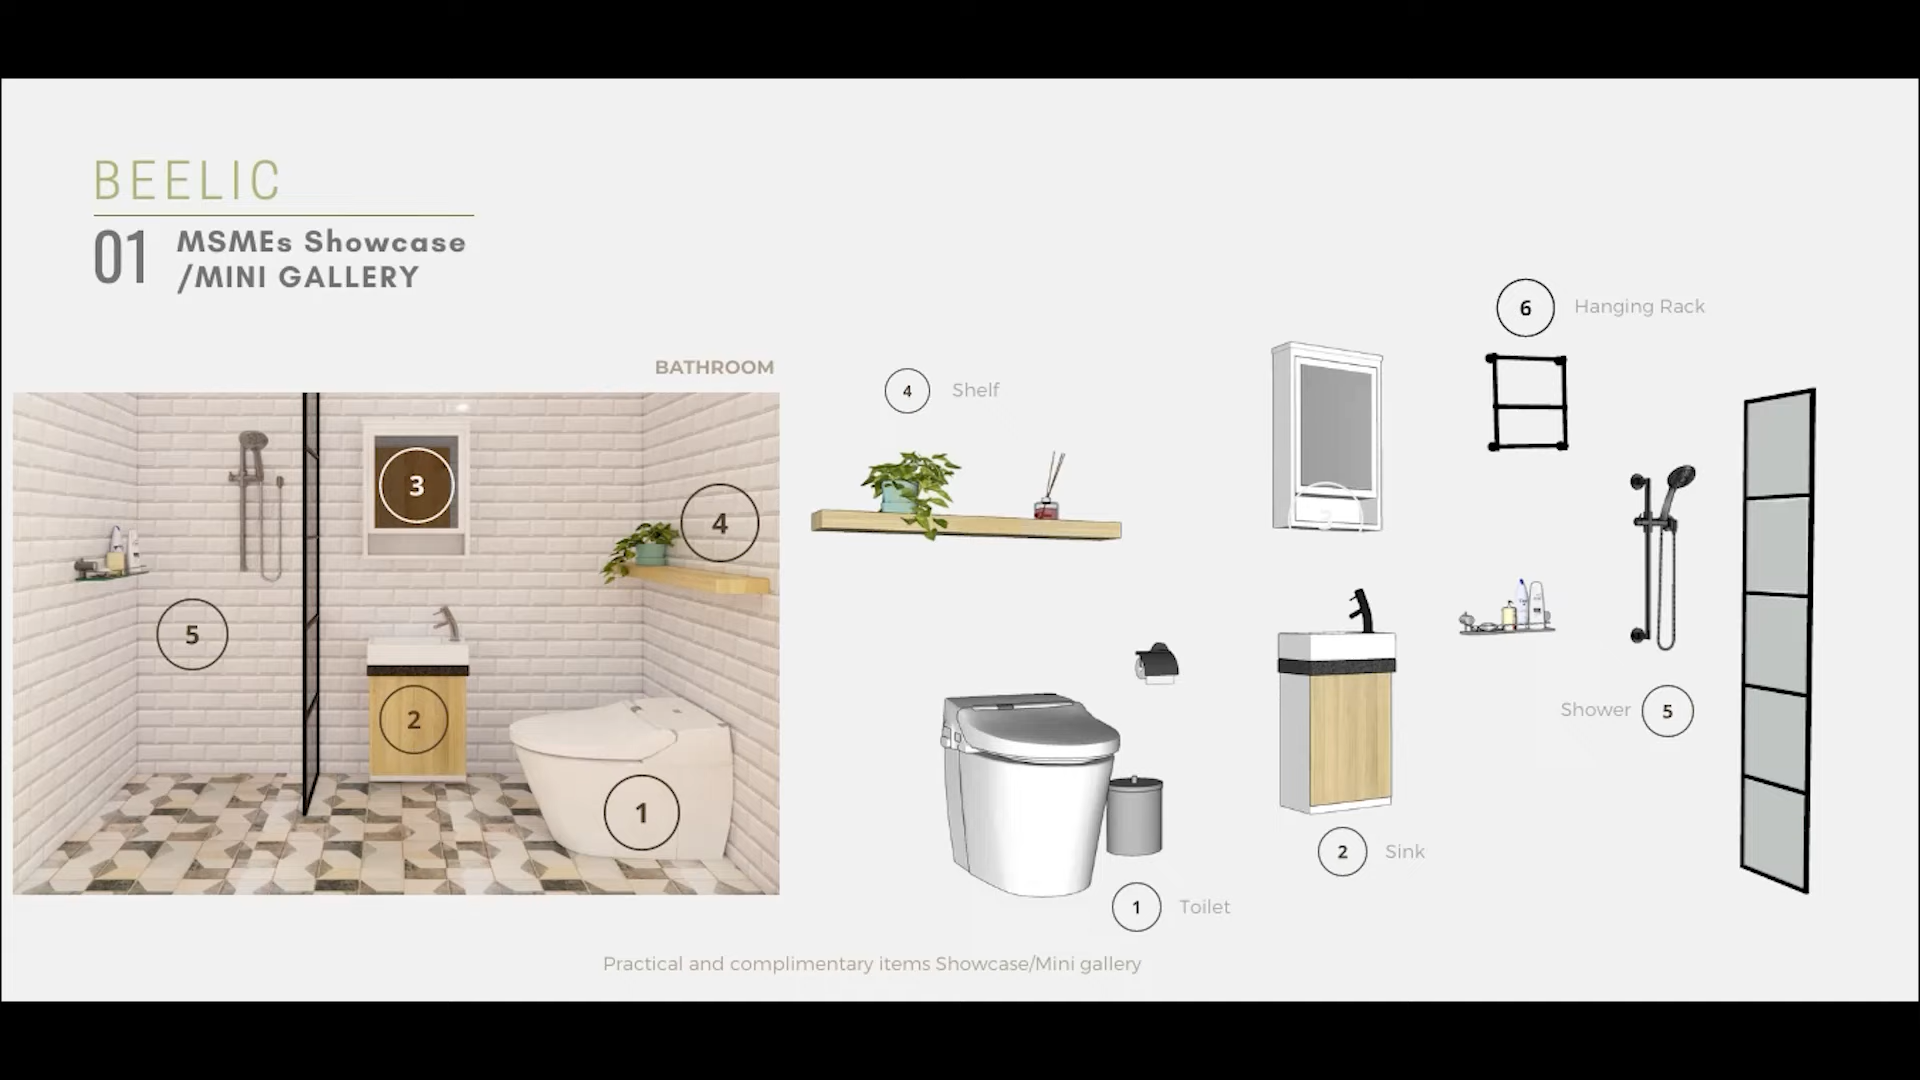 BEELIC
01 MSMEs Showcase
/MINI GALLERY
BATHROOM
3
4
5
2
1
4 Shelf
6 Hanging Rack
3
Shower 5
2 Sink
1 Toilet
Practical and complimentary items Showcase/Mini gallery